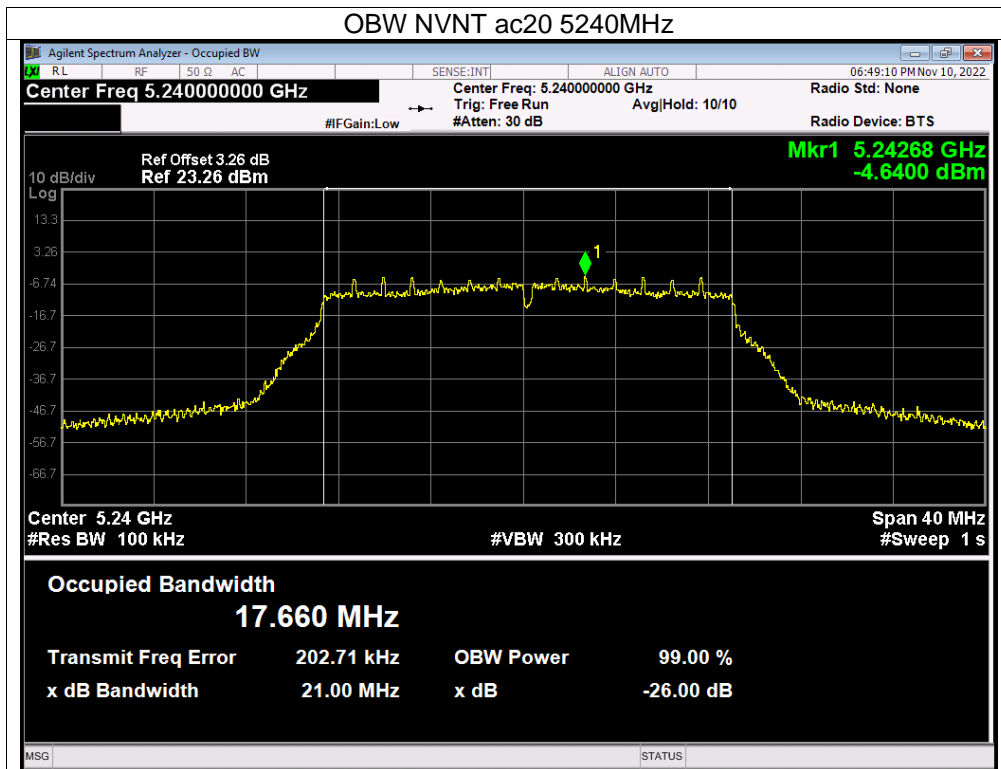 OBW NVNT ac20 5240MHz
Agilent Spectrum Analyzer - Occupied BW
LXI RL RF 50 Ω AC SENSE:INT ALIGN AUTO 06:49:10 PM Nov 10, 2022
Center Freq 5.240000000 GHz Center Freq: 5.240000000 GHz Radio Std: None
Trig: Free Run Avg|Hold: 10/10
#IFGain:Low #Atten: 30 dB Radio Device: BTS
Mkr1 5.24268 GHz
-4.6400 dBm
Ref Offset 3.26 dB
10 dB/div Ref 23.26 dBm
Log
13.3
3.26
1
-6.74
-16.7
-26.7
-36.7
-46.7
-56.7
-66.7
Center 5.24 GHz Span 40 MHz
#Res BW 100 kHz #VBW 300 kHz #Sweep 1 s
Occupied Bandwidth
17.660 MHz
Transmit Freq Error 202.71 kHz OBW Power 99.00 %
x dB Bandwidth 21.00 MHz x dB -26.00 dB
MSG STATUS